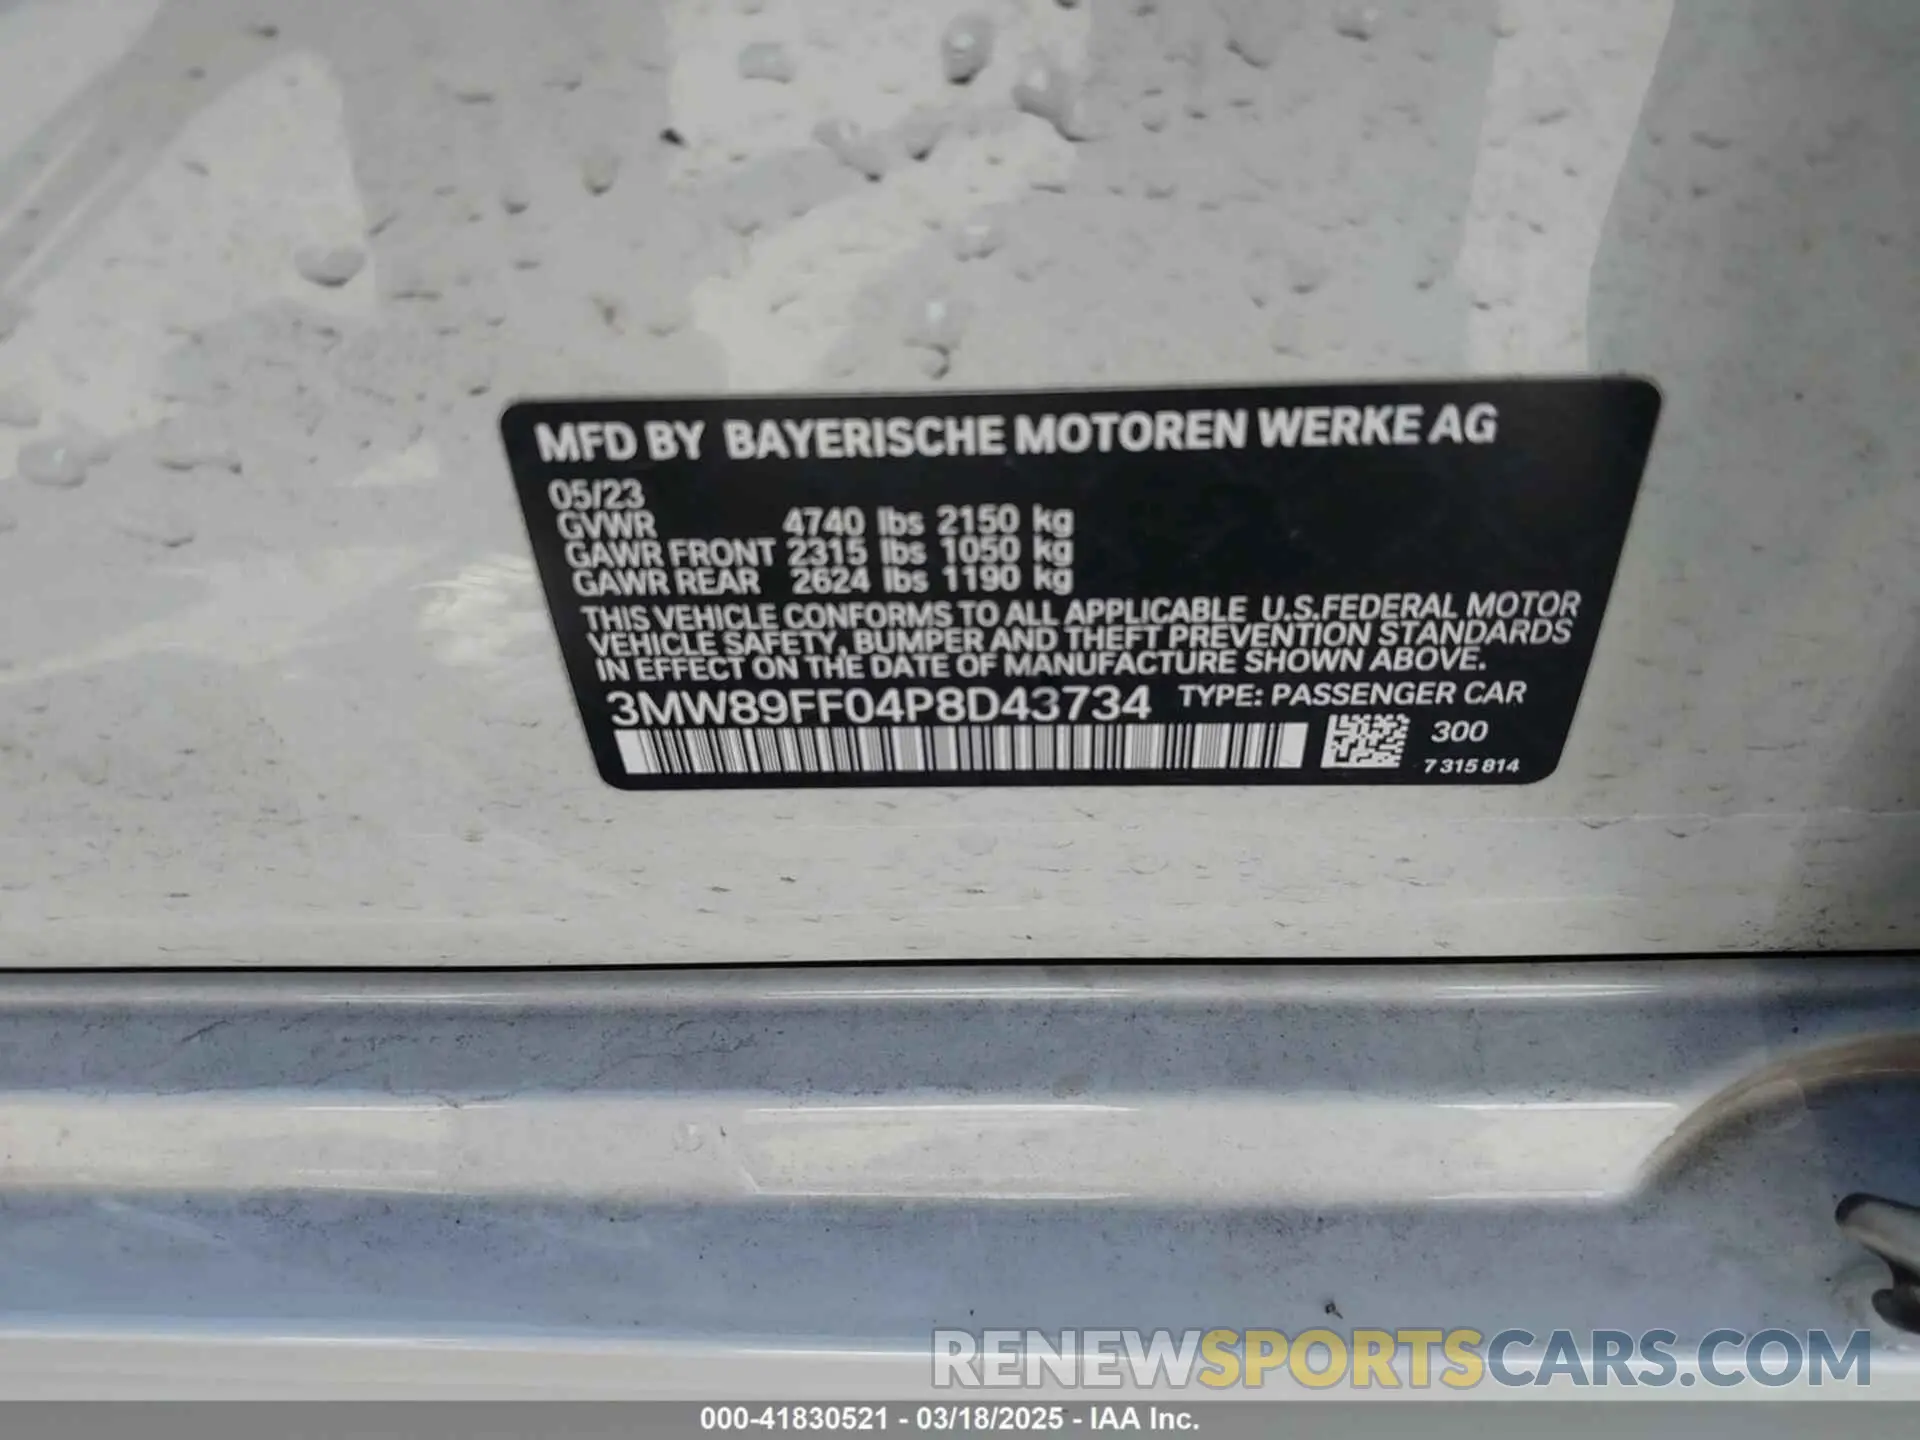 MFD BY BAYERISCHE MOTOREN WERKE AG
05/23
GVWR 4740 lbs 2150 kg
GAWR FRONT 2315 lbs 1050 kg
GAWR REAR 2624 lbs 1190 kg
THIS VEHICLE CONFORMS TO ALL APPLICABLE U.S.FEDERAL MOTOR
VEHICLE SAFETY, BUMPER AND THEFT PREVENTION STANDARDS
IN EFFECT ON THE DATE OF MANUFACTURE SHOWN ABOVE.
3MW89FF04P8D43734 TYPE: PASSENGER CAR
300
7 315 814
RENEWSPORTSCARS.COM
000-41830521 - 03/18/2025 - IAA Inc.